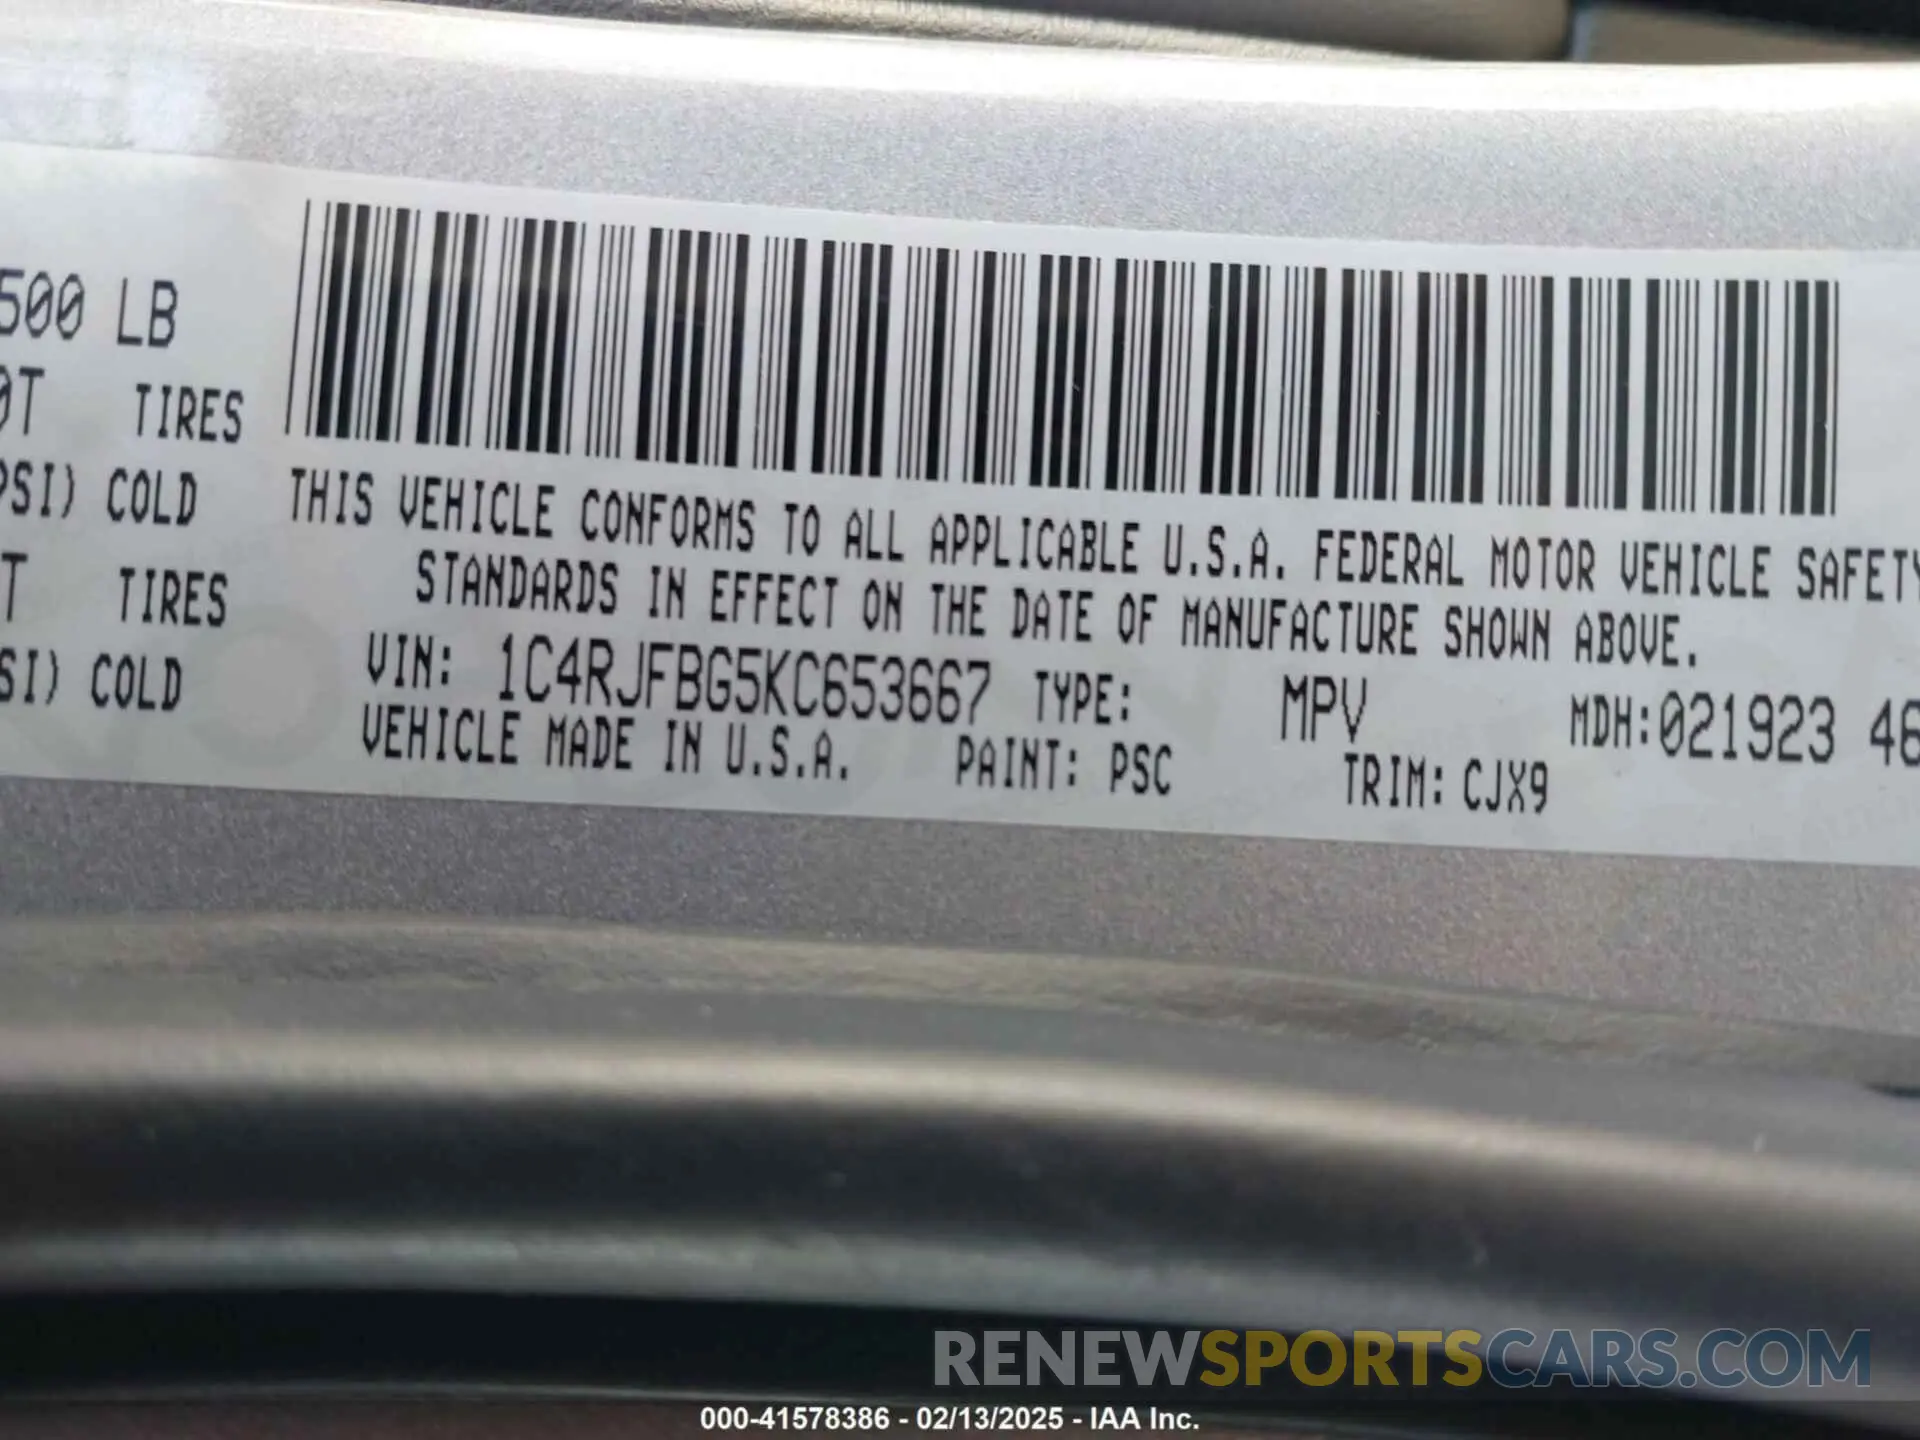 500 LB
0T TIRES
PSI) COLD
T TIRES
SI) COLD
THIS VEHICLE CONFORMS TO ALL APPLICABLE U.S.A. FEDERAL MOTOR VEHICLE SAFETY
STANDARDS IN EFFECT ON THE DATE OF MANUFACTURE SHOWN ABOVE.
VIN: 1C4RJFBG5KC653667 TYPE: MPV MDH:021923 46
VEHICLE MADE IN U.S.A. PAINT: PSC TRIM: CJX9
RENEWSPORTSCARS.COM
000-41578386 - 02/13/2025 - IAA Inc.